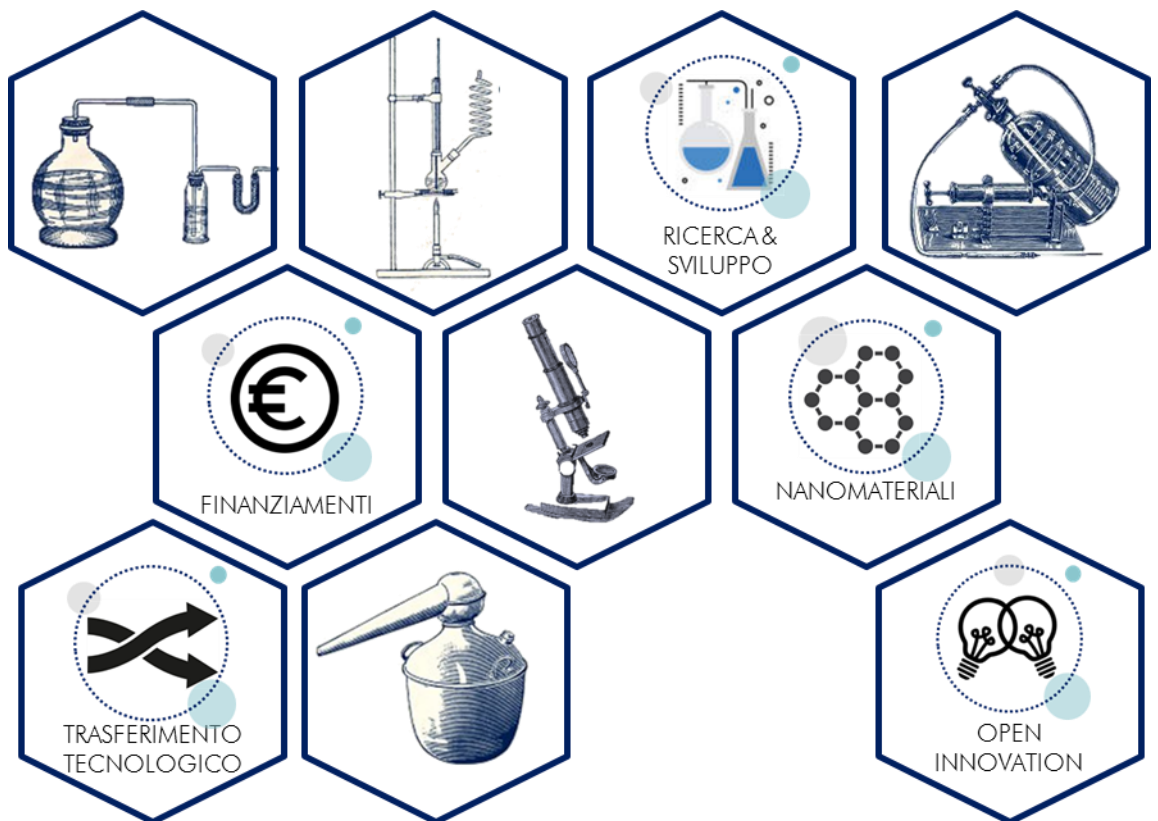 RICERCA &
SVILUPPO
FINANZIAMENTI
NANOMATERIALI
TRASFERIMENTO
TECNOLOGICO
OPEN
INNOVATION